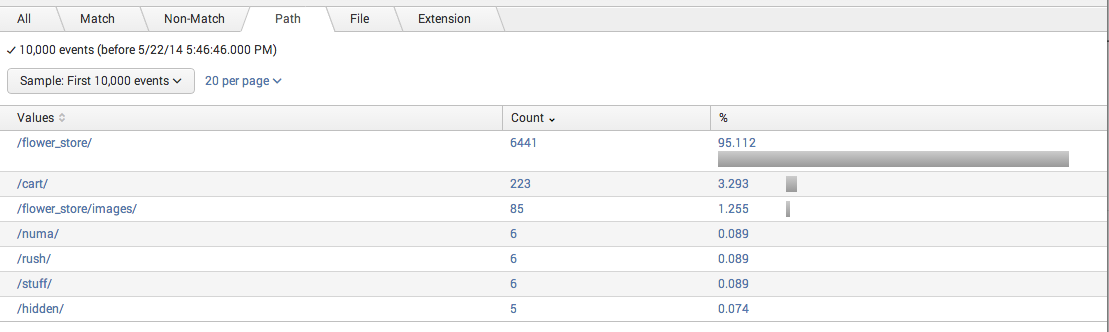 All Match Non-Match Path File Extension
✓ 10,000 events (before 5/22/14 5:46:46.000 PM)
Sample: First 10,000 events 20 per page
Values Count %
/flower_store/ 6441 95.112
/cart/ 223 3.293
/flower_store/images/ 85 1.255
/numa/ 6 0.089
/rush/ 6 0.089
/stuff/ 6 0.089
/hidden/ 5 0.074